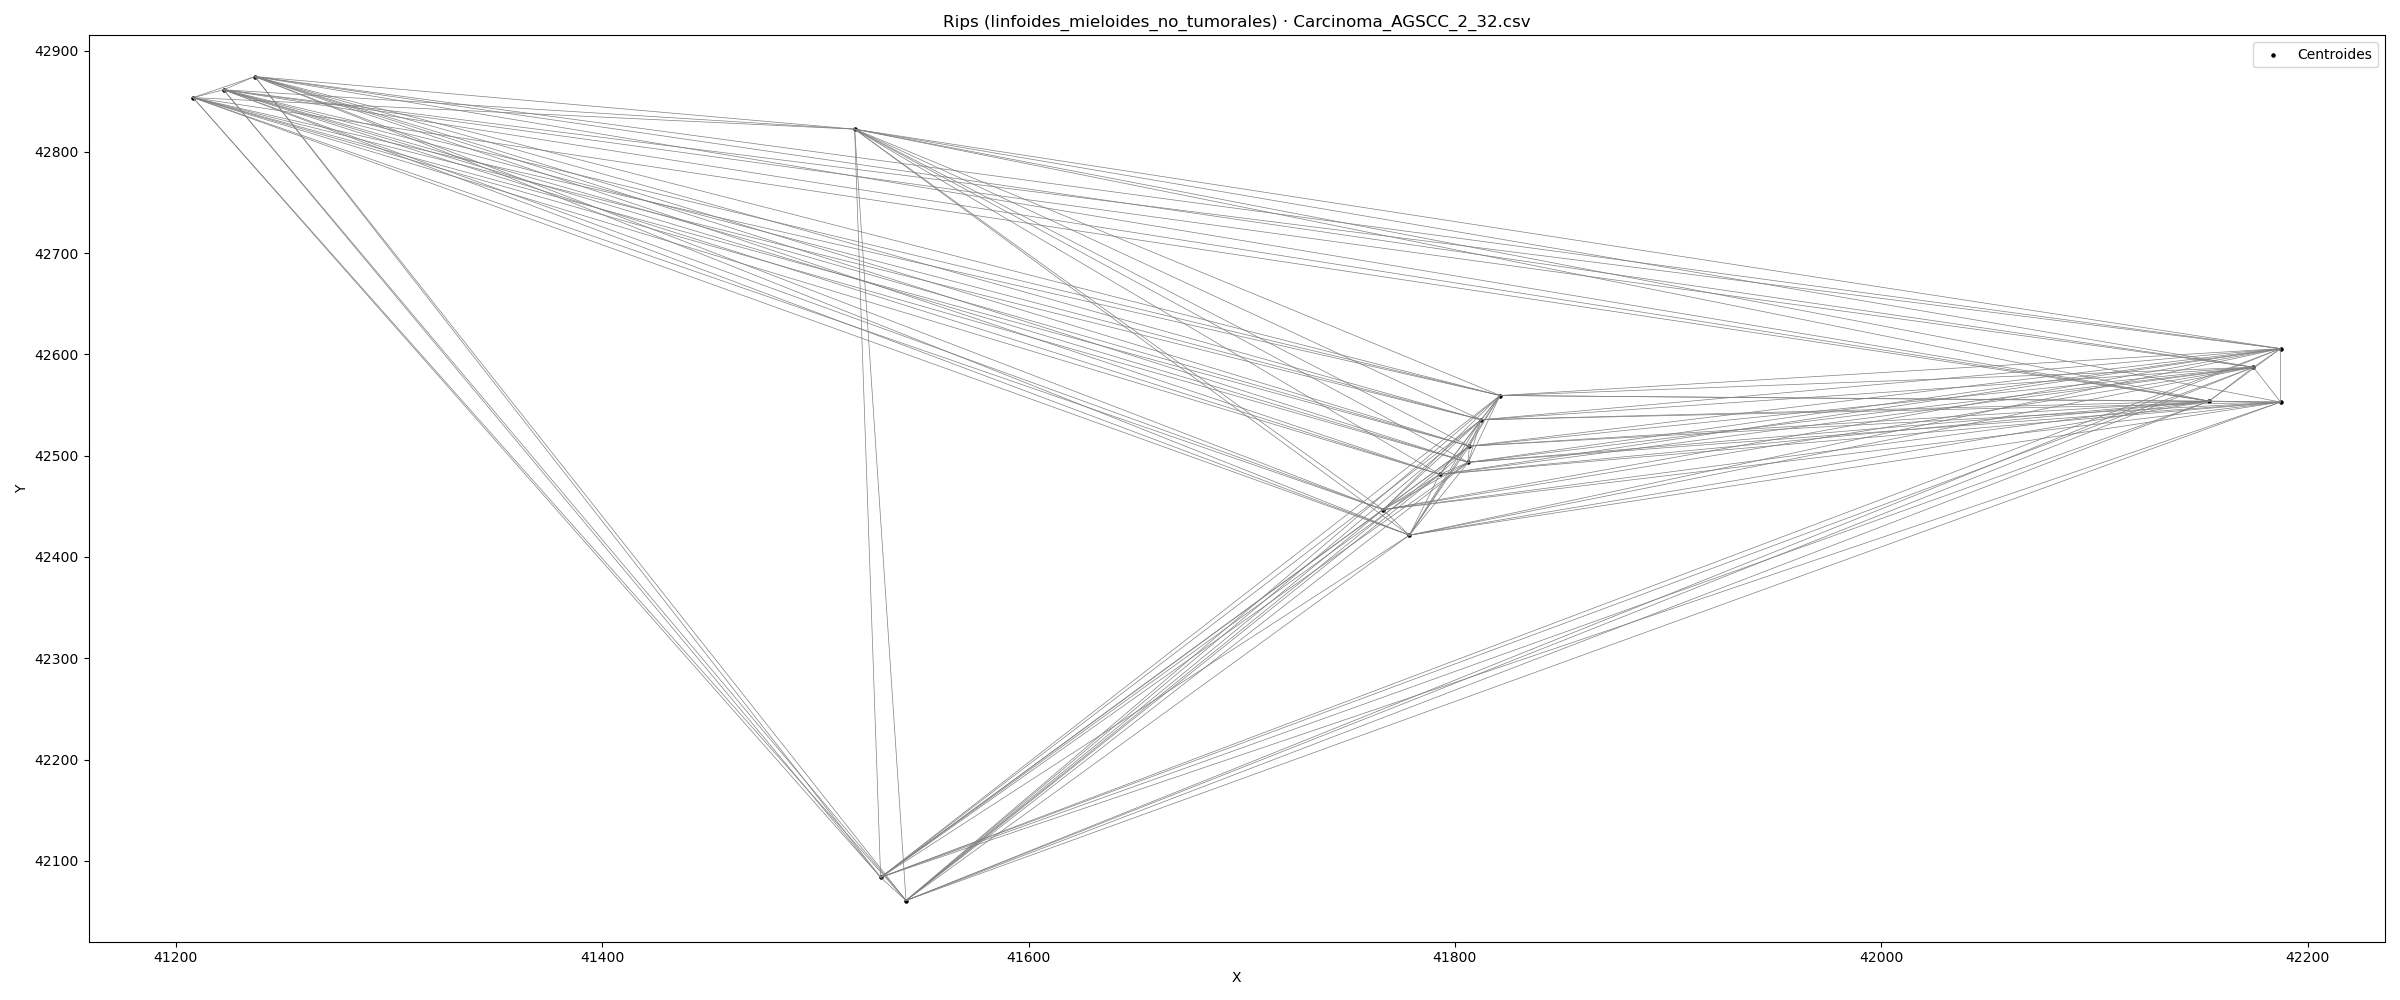 Rips (linfoides_mieloides_no_tumorales) · Carcinoma_AGSCC_2_32.csv
Centroides
42900
42800
42700
42600
42500
42400
42300
42200
42100
Y
41200 41400 41600 41800 42000 42200
X